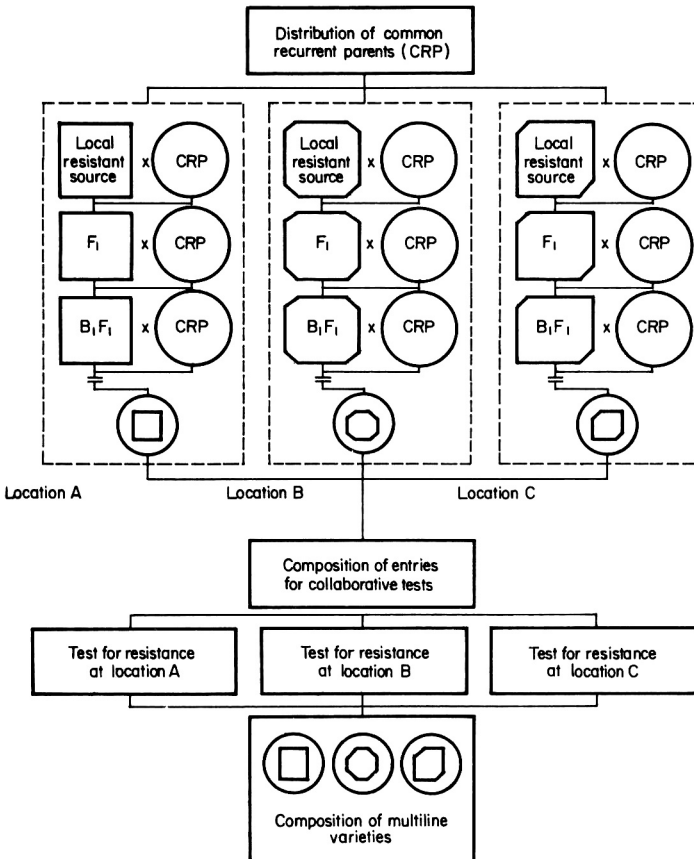 Distribution of common
recurrent parents (CRP)
Local
resistant
source
x
CRP
Local
resistant
source
x
CRP
Local
resistant
source
x
CRP
F₁
x
CRP
F₁
x
CRP
F₁
x
CRP
B₁F₁
x
CRP
B₁F₁
x
CRP
B₁F₁
x
CRP
Location A
Location B
Location C
Composition of entries
for collaborative tests
Test for resistance
at location A
Test for resistance
at location B
Test for resistance
at location C
Composition of multiline
varieties